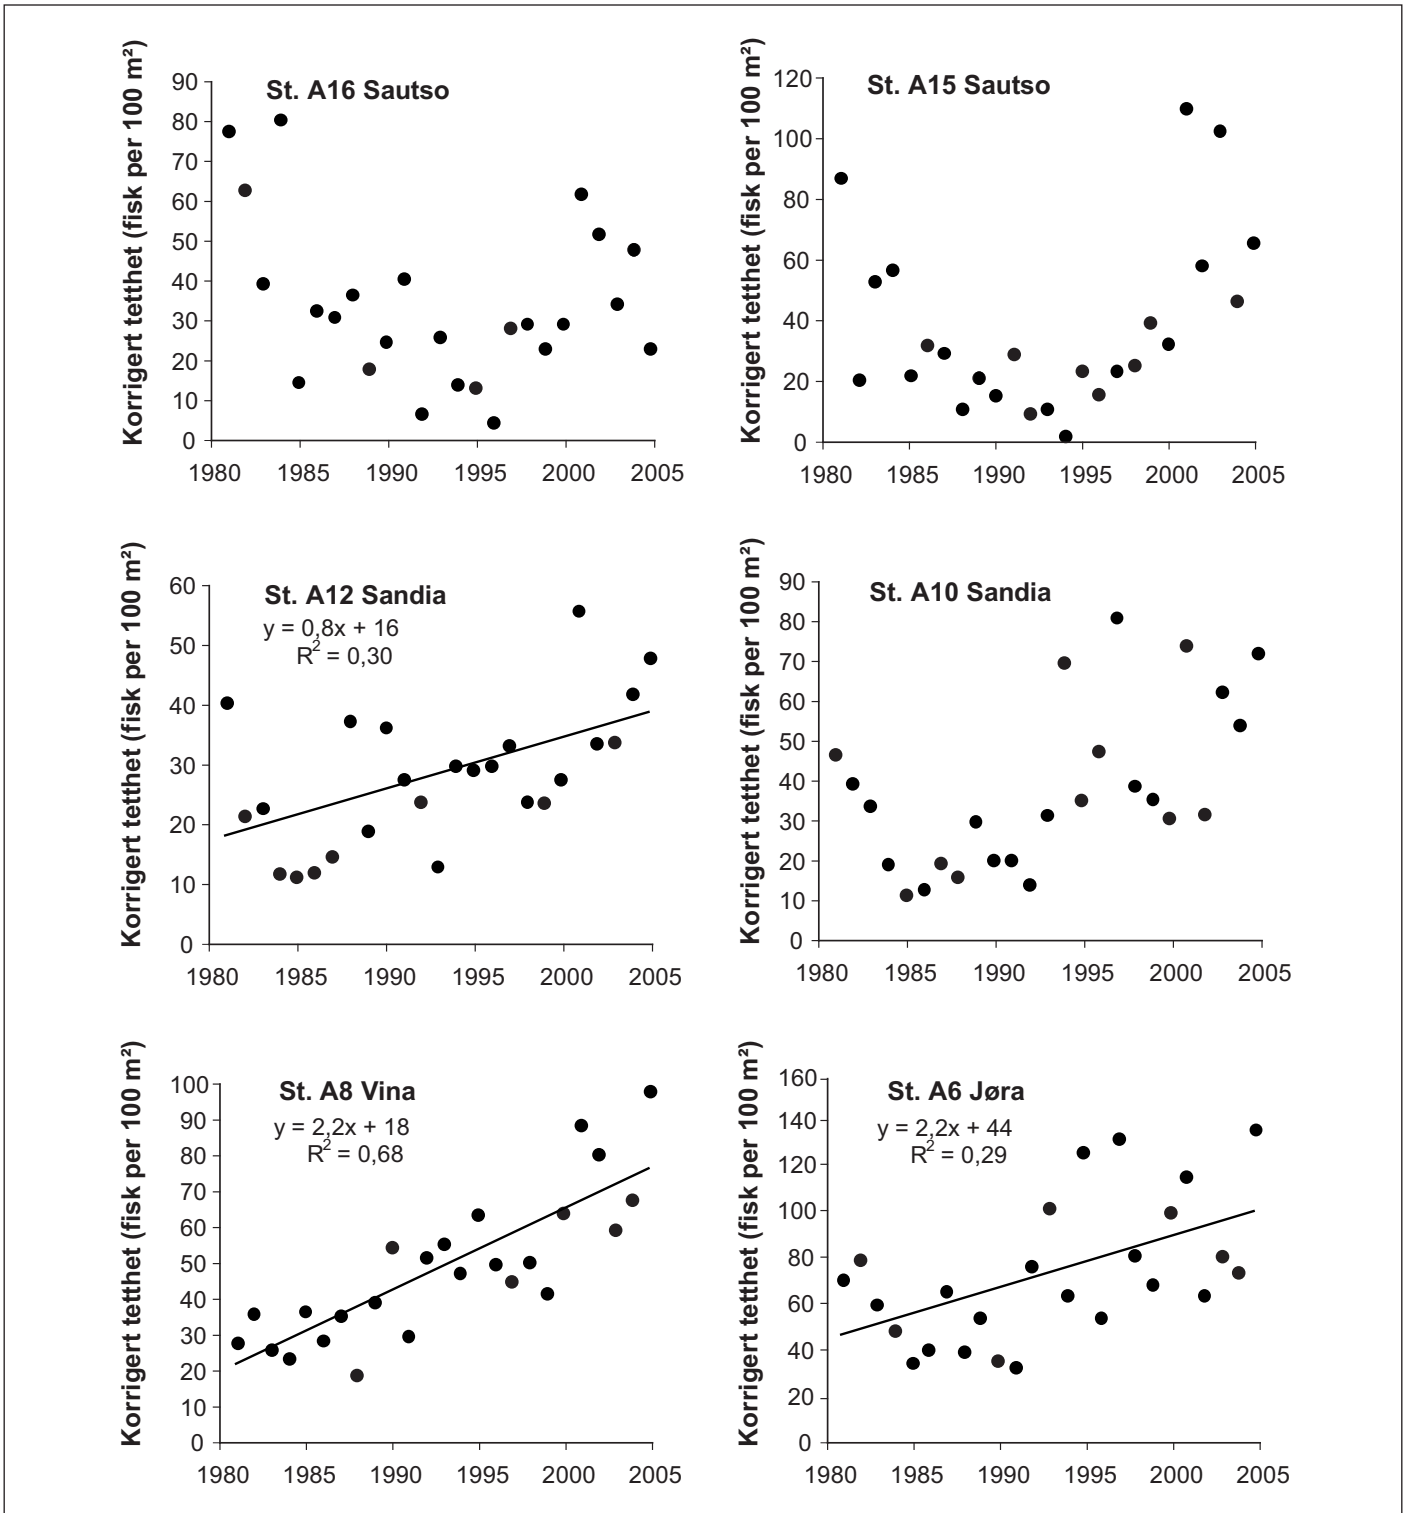 Korrigert tetthet (fisk per 100 m²)
St. A16 Sautso
90
80
70
60
50
40
30
20
10
0
1980 1985 1990 1995 2000 2005
Korrigert tetthet (fisk per 100 m²)
St. A15 Sautso
120
100
80
60
40
20
0
1980 1985 1990 1995 2000 2005
Korrigert tetthet (fisk per 100 m²)
St. A12 Sandia
y = 0,8x + 16
R² = 0,30
60
50
40
30
20
10
0
1980 1985 1990 1995 2000 2005
Korrigert tetthet (fisk per 100 m²)
St. A10 Sandia
90
80
70
60
50
40
30
20
10
0
1980 1985 1990 1995 2000 2005
Korrigert tetthet (fisk per 100 m²)
St. A8 Vina
y = 2,2x + 18
R² = 0,68
100
90
80
70
60
50
40
30
20
10
0
1980 1985 1990 1995 2000 2005
Korrigert tetthet (fisk per 100 m²)
St. A6 Jøra
y = 2,2x + 44
R² = 0,29
160
140
120
100
80
60
40
20
0
1980 1985 1990 1995 2000 2005